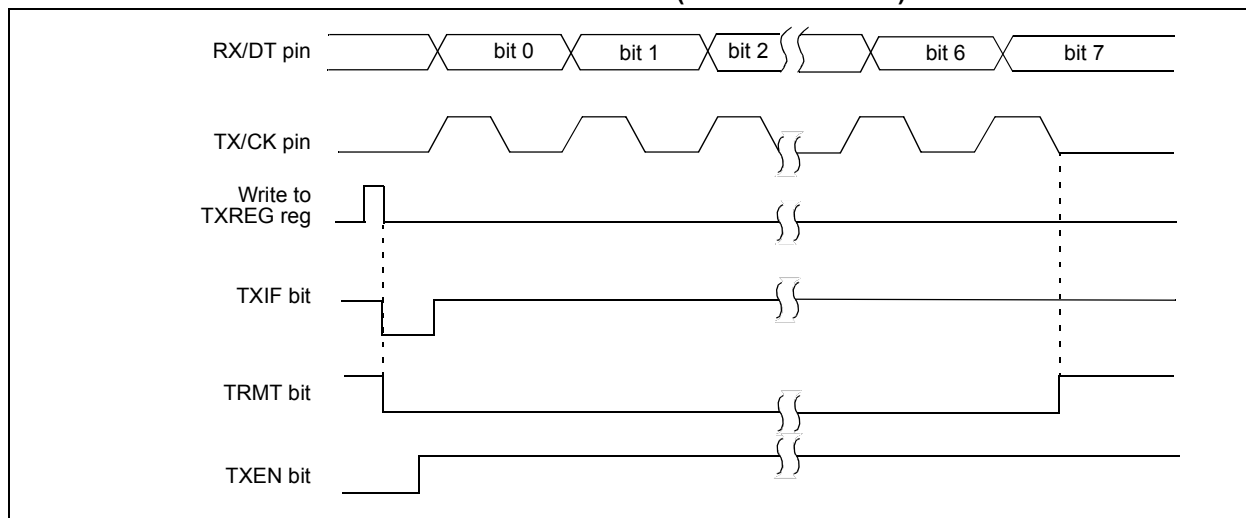 RX/DT pin
bit 0 bit 1 bit 2 bit 6 bit 7
TX/CK pin
Write to
TXREG reg
TXIF bit
TRMT bit
TXEN bit